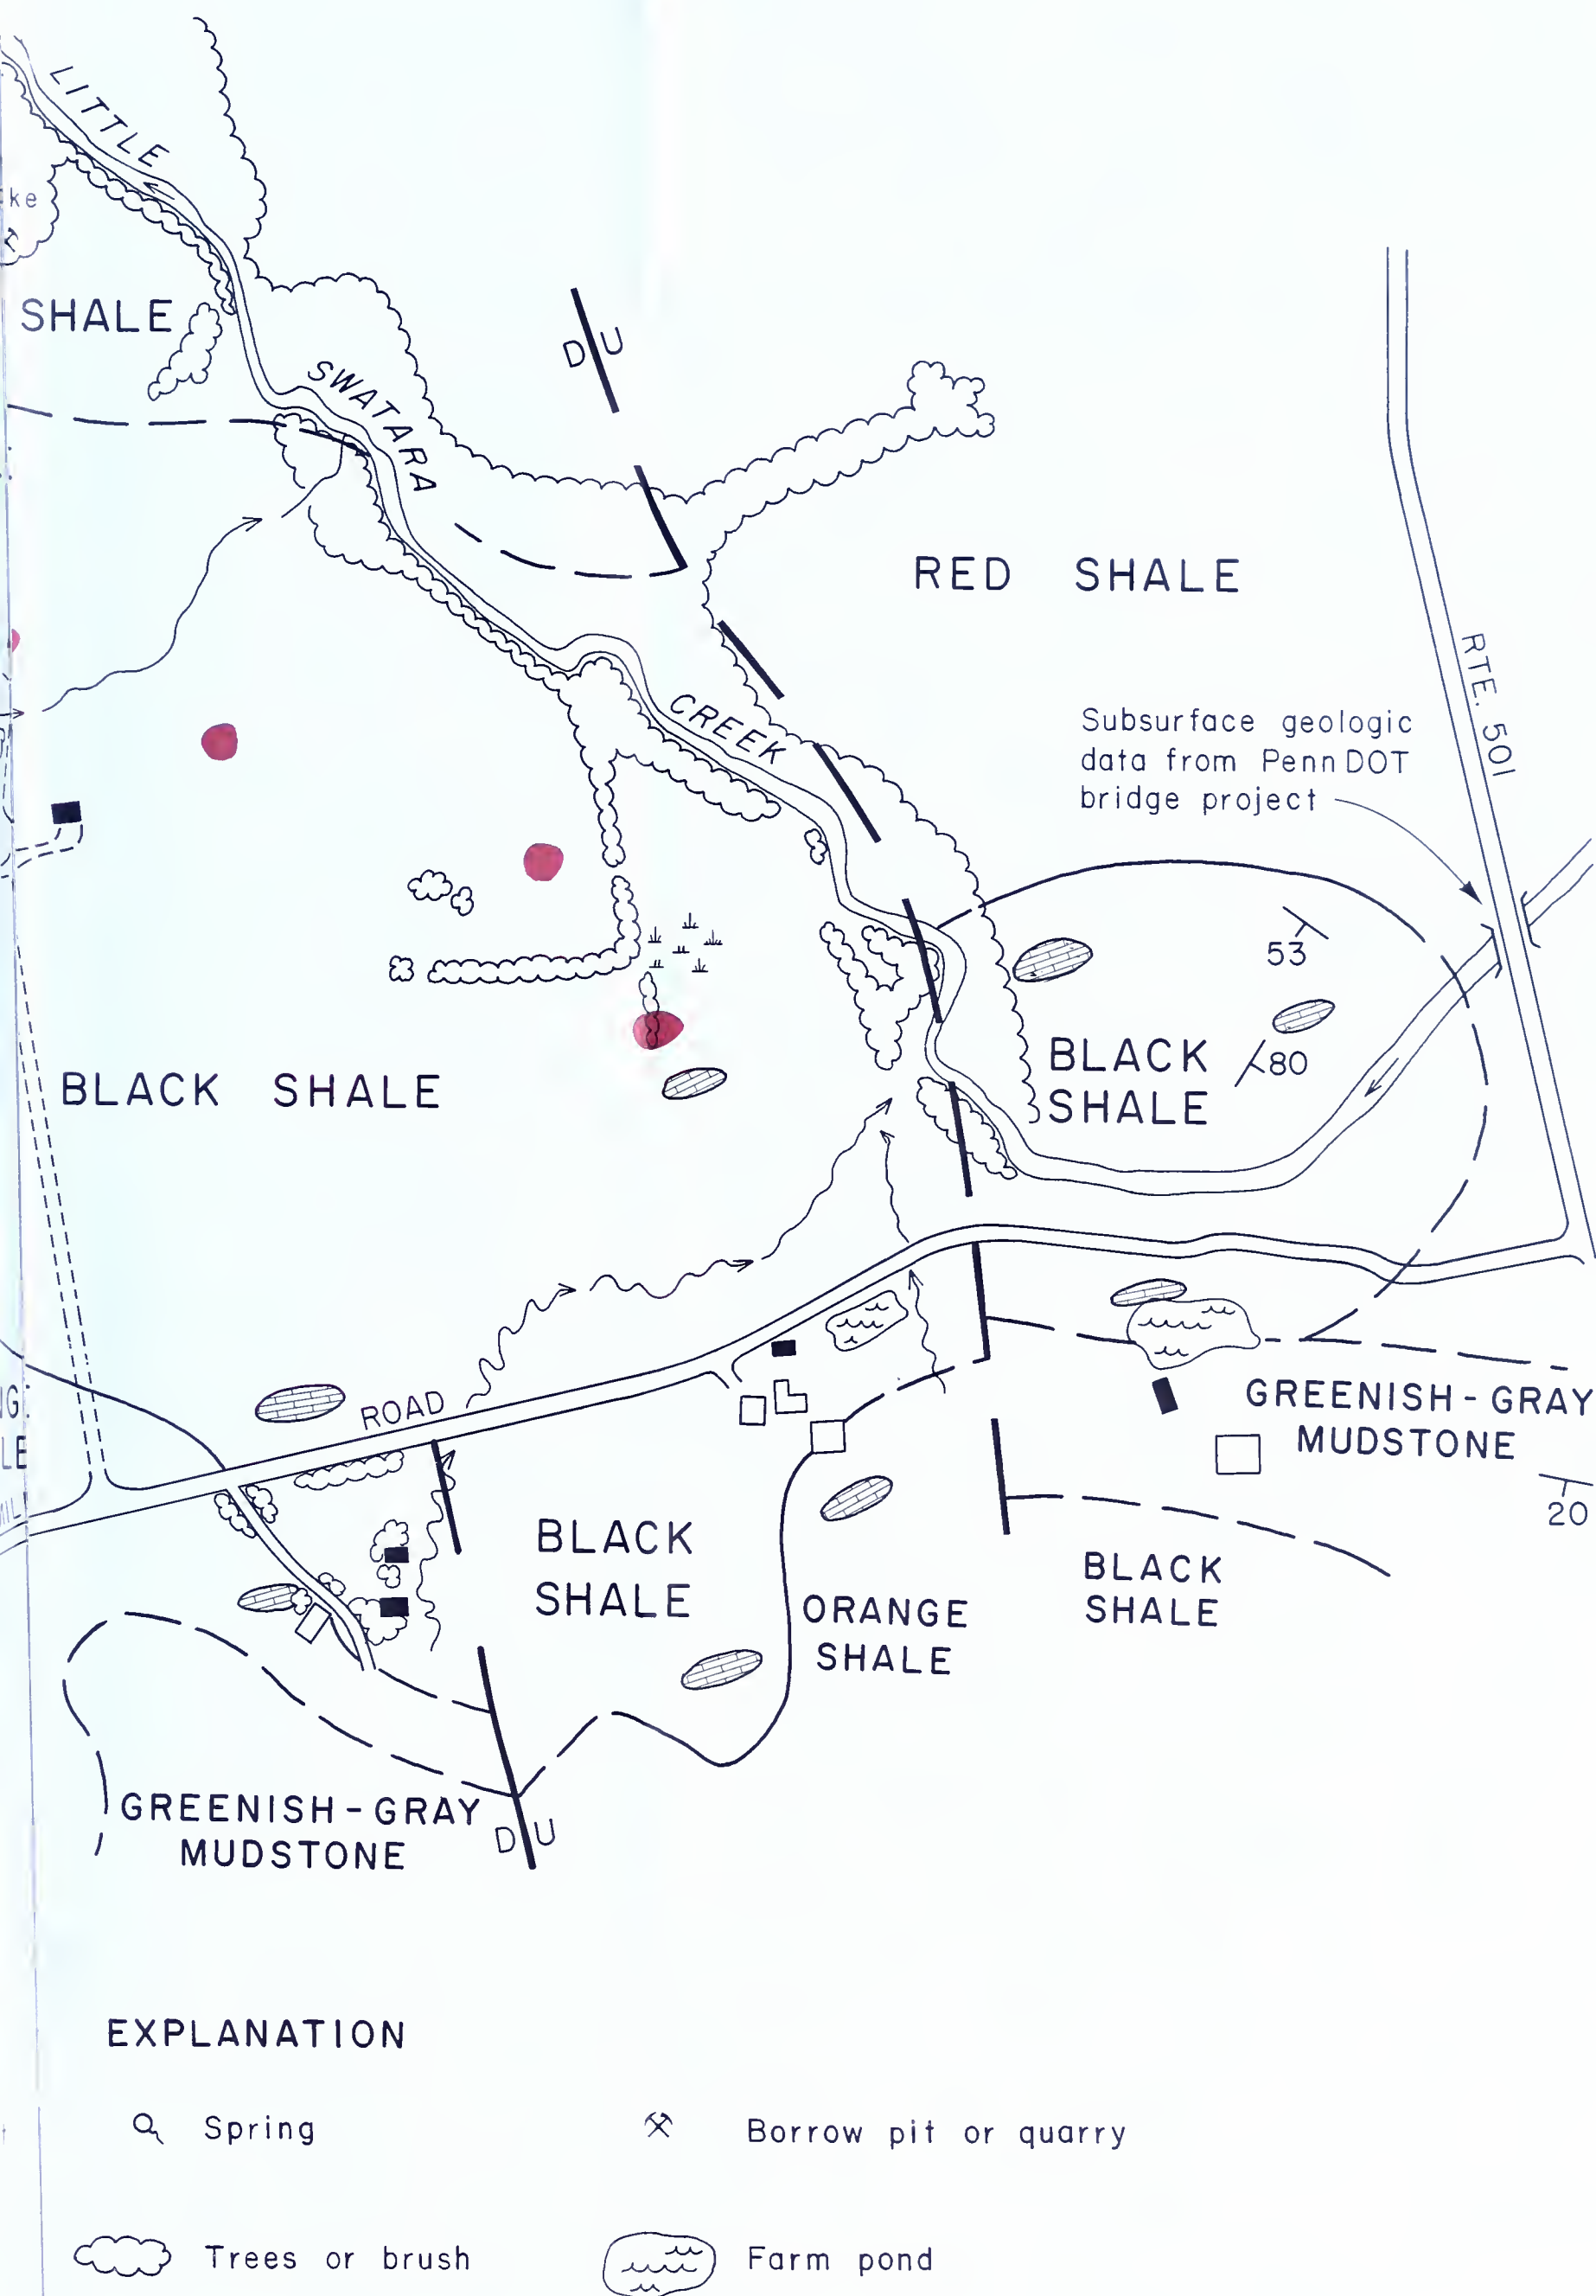 LITTLE
ke
SHALE
SWATARA
D U
RED SHALE
RTE. 501
CREEK
Subsurface geologic
data from PennDOT
bridge project
53
BLACK
SHALE
80
BLACK SHALE
ROAD
GREENISH-GRAY
MUDSTONE
20
BLACK
SHALE
ORANGE
SHALE
BLACK
SHALE
GREENISH-GRAY
MUDSTONE
D U
EXPLANATION
Spring
Borrow pit or quarry
Trees or brush
Farm pond